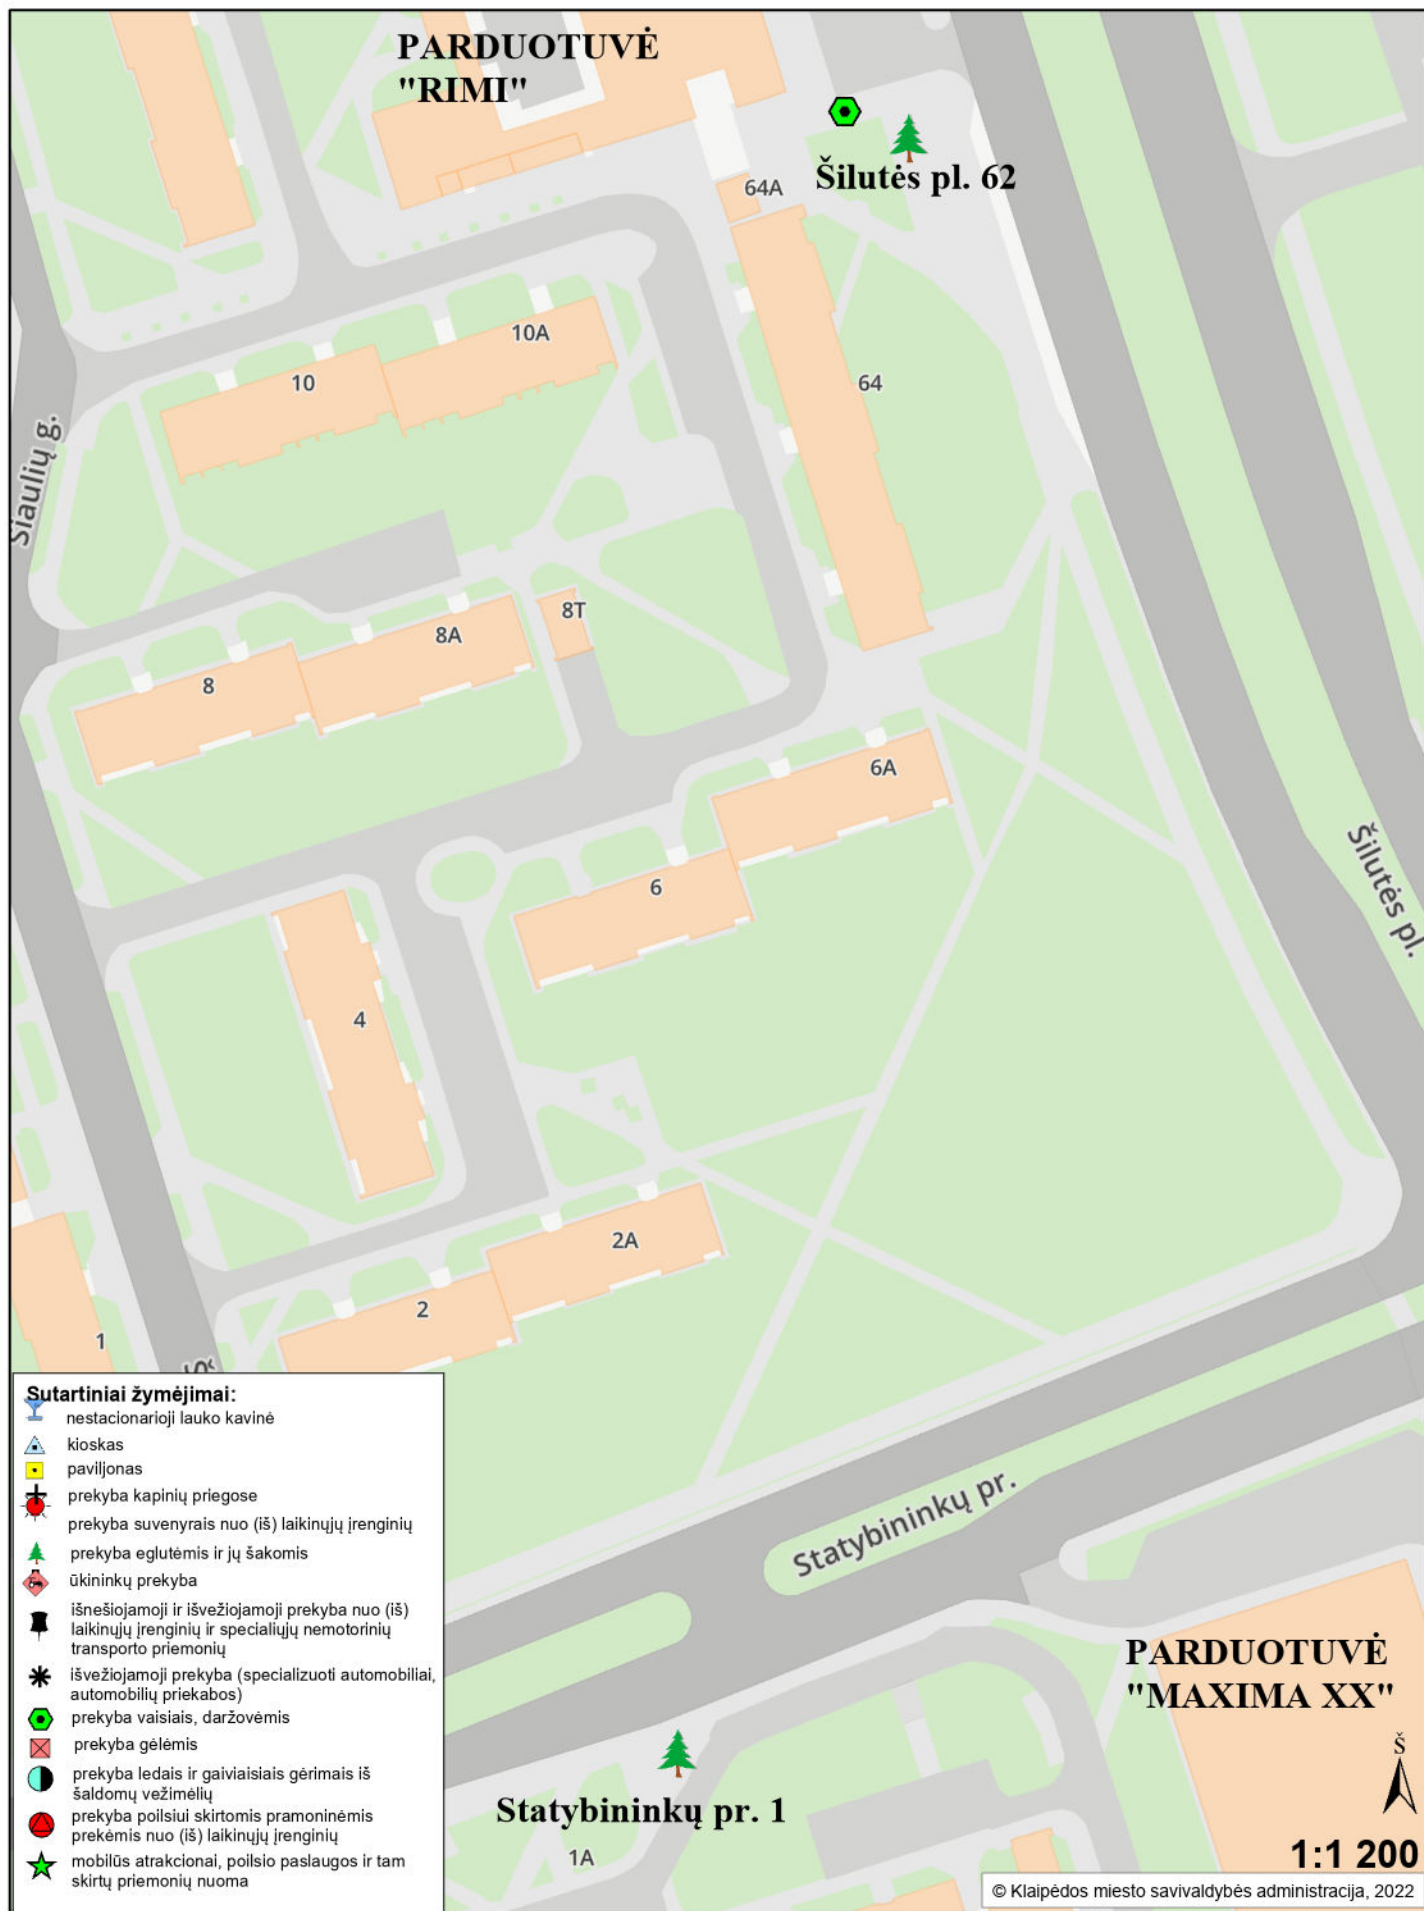 PARDUOTUVĖ
"RIMI"
Šilutės pl. 62
64A
10A
10
64
Šiaulių g.
8T
8A
8
6A
6
Šilutės pl.
4
2A
2
1
Š
Sutartiniai žymėjimai:
nestacionarioji lauko kavinė
kioskas
paviljonas
prekyba kapinių priegose
prekyba suvenyrais nuo (iš) laikinųjų įrenginių
prekyba eglutėmis ir jų šakomis
ūkininkų prekyba
išnešiojamoji ir išvežiojamoji prekyba nuo (iš)
laikinųjų įrenginių ir specialiųjų nemotorinių
transporto priemonių
išvežiojamoji prekyba (specializuoti automobiliai,
automobilių priekabos)
prekyba vaisiais, daržovėmis
prekyba gėlėmis
prekyba ledais ir gaiviaisiais gėrimais iš
šaldomų vežimėlių
prekyba poilsiui skirtomis pramoninėmis
prekėmis nuo (iš) laikinųjų įrenginių
mobilūs atrakcionai, poilsio paslaugos ir tam
skirtų priemonių nuoma
Statybininkų pr.
PARDUOTUVĖ
"MAXIMA XX"
Š
Statybininkų pr. 1
1A
1:1 200
© Klaipėdos miesto savivaldybės administracija, 2022